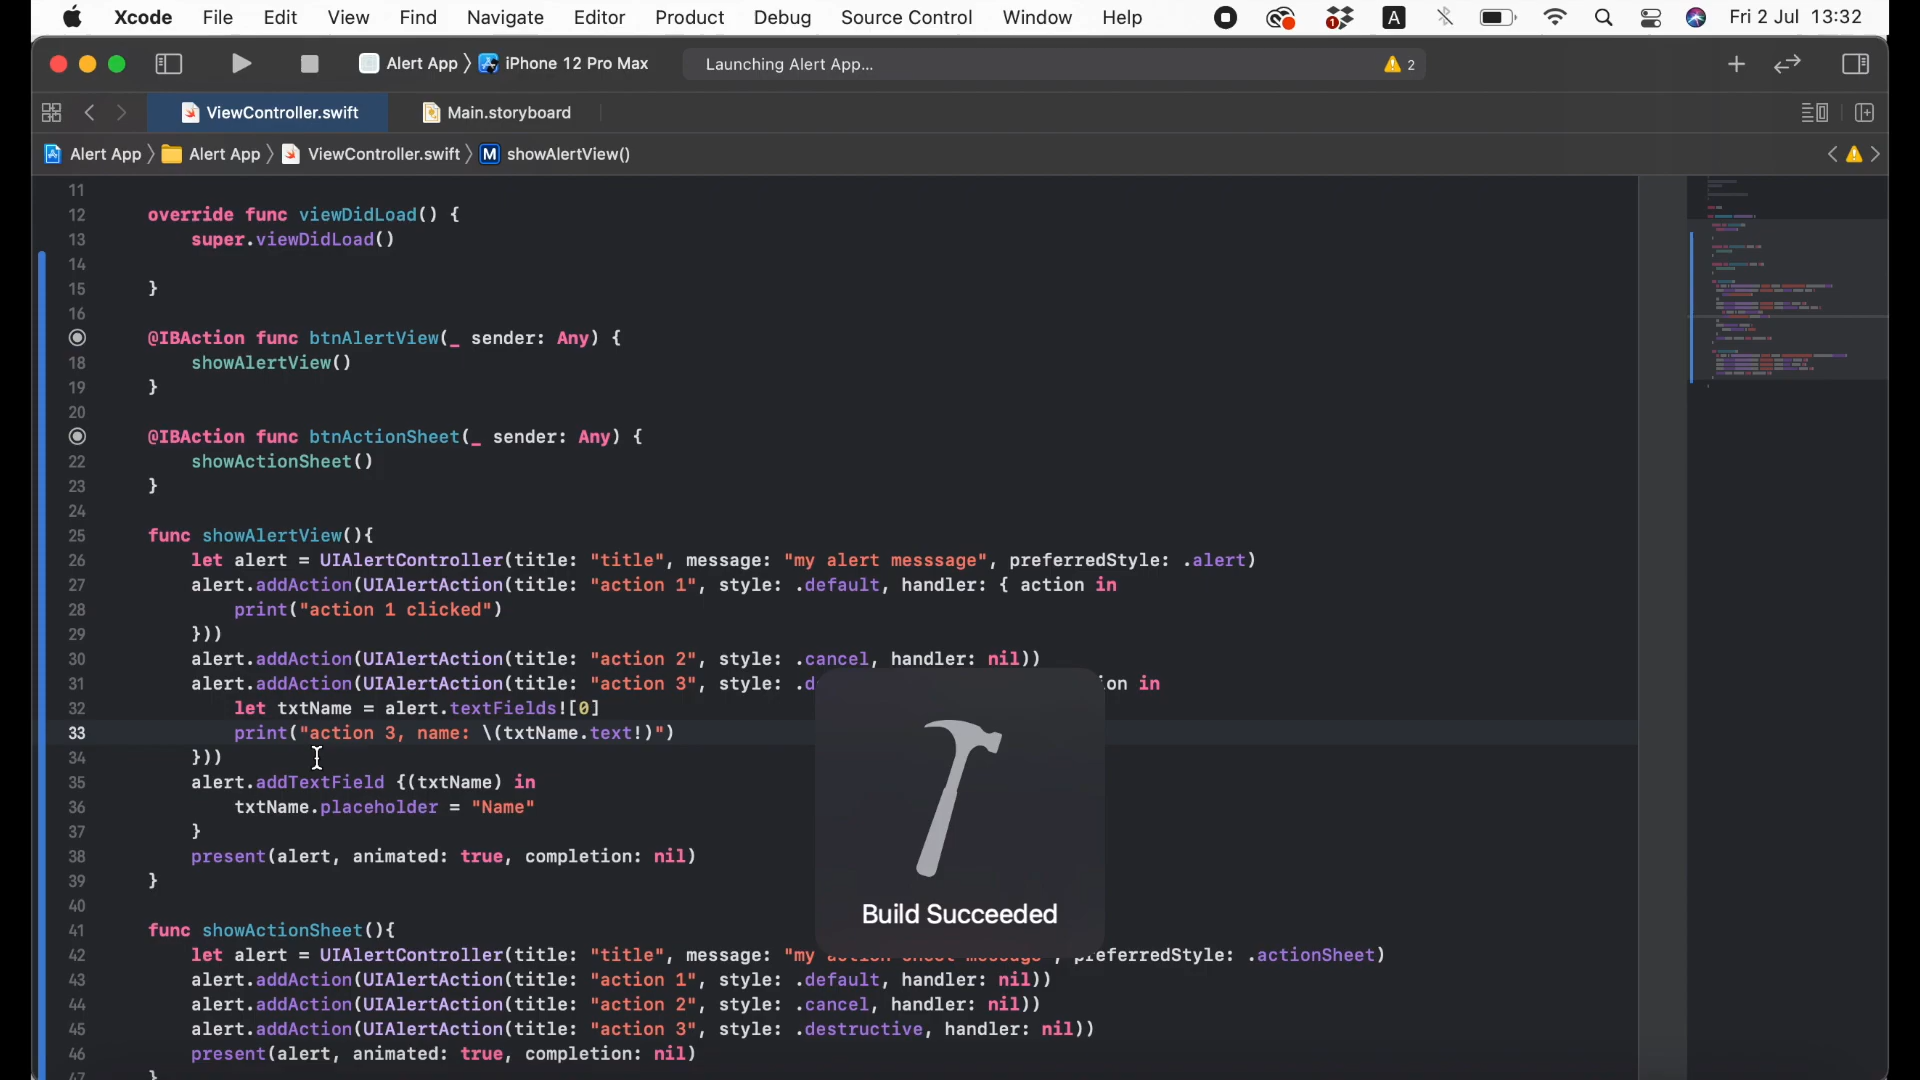 Xcode File Edit View Find Navigate Editor Product Debug Source Control Window Help 1 A Fri 2 Jul 13:32
Alert App iPhone 12 Pro Max Launching Alert App... 2
ViewController.swift Main.storyboard
Alert App Alert App ViewController.swift M showAlertView()
11
12 override func viewDidLoad() {
13 super.viewDidLoad()
14
15 }
16
@IBAction func btnAlertView(_ sender: Any) {
18 showAlertView()
19 }
20
@IBAction func btnActionSheet(_ sender: Any) {
22 showActionSheet()
23 }
24
25 func showAlertView(){
26 let alert = UIAlertController(title: "title", message: "my alert messsage", preferredStyle: .alert)
27 alert.addAction(UIAlertAction(title: "action 1", style: .default, handler: { action in
28 print("action 1 clicked")
29 }))
30 alert.addAction(UIAlertAction(title: "action 2", style: .cancel, handler: nil))
31 alert.addAction(UIAlertAction(title: "action 3", style: .d on in
32 let txtName = alert.textFields![0]
33 print("action 3, name: \(txtName.text!)")
34 }))
35 alert.addTextField {(txtName) in
36 txtName.placeholder = "Name"
37 }
38 present(alert, animated: true, completion: nil)
39 }
40
41 func showActionSheet(){
42 let alert = UIAlertController(title: "title", message: "my preferredStyle: .actionSheet)
43 alert.addAction(UIAlertAction(title: "action 1", style: .default, handler: nil))
44 alert.addAction(UIAlertAction(title: "action 2", style: .cancel, handler: nil))
45 alert.addAction(UIAlertAction(title: "action 3", style: .destructive, handler: nil))
46 present(alert, animated: true, completion: nil)
47 }
Build Succeeded